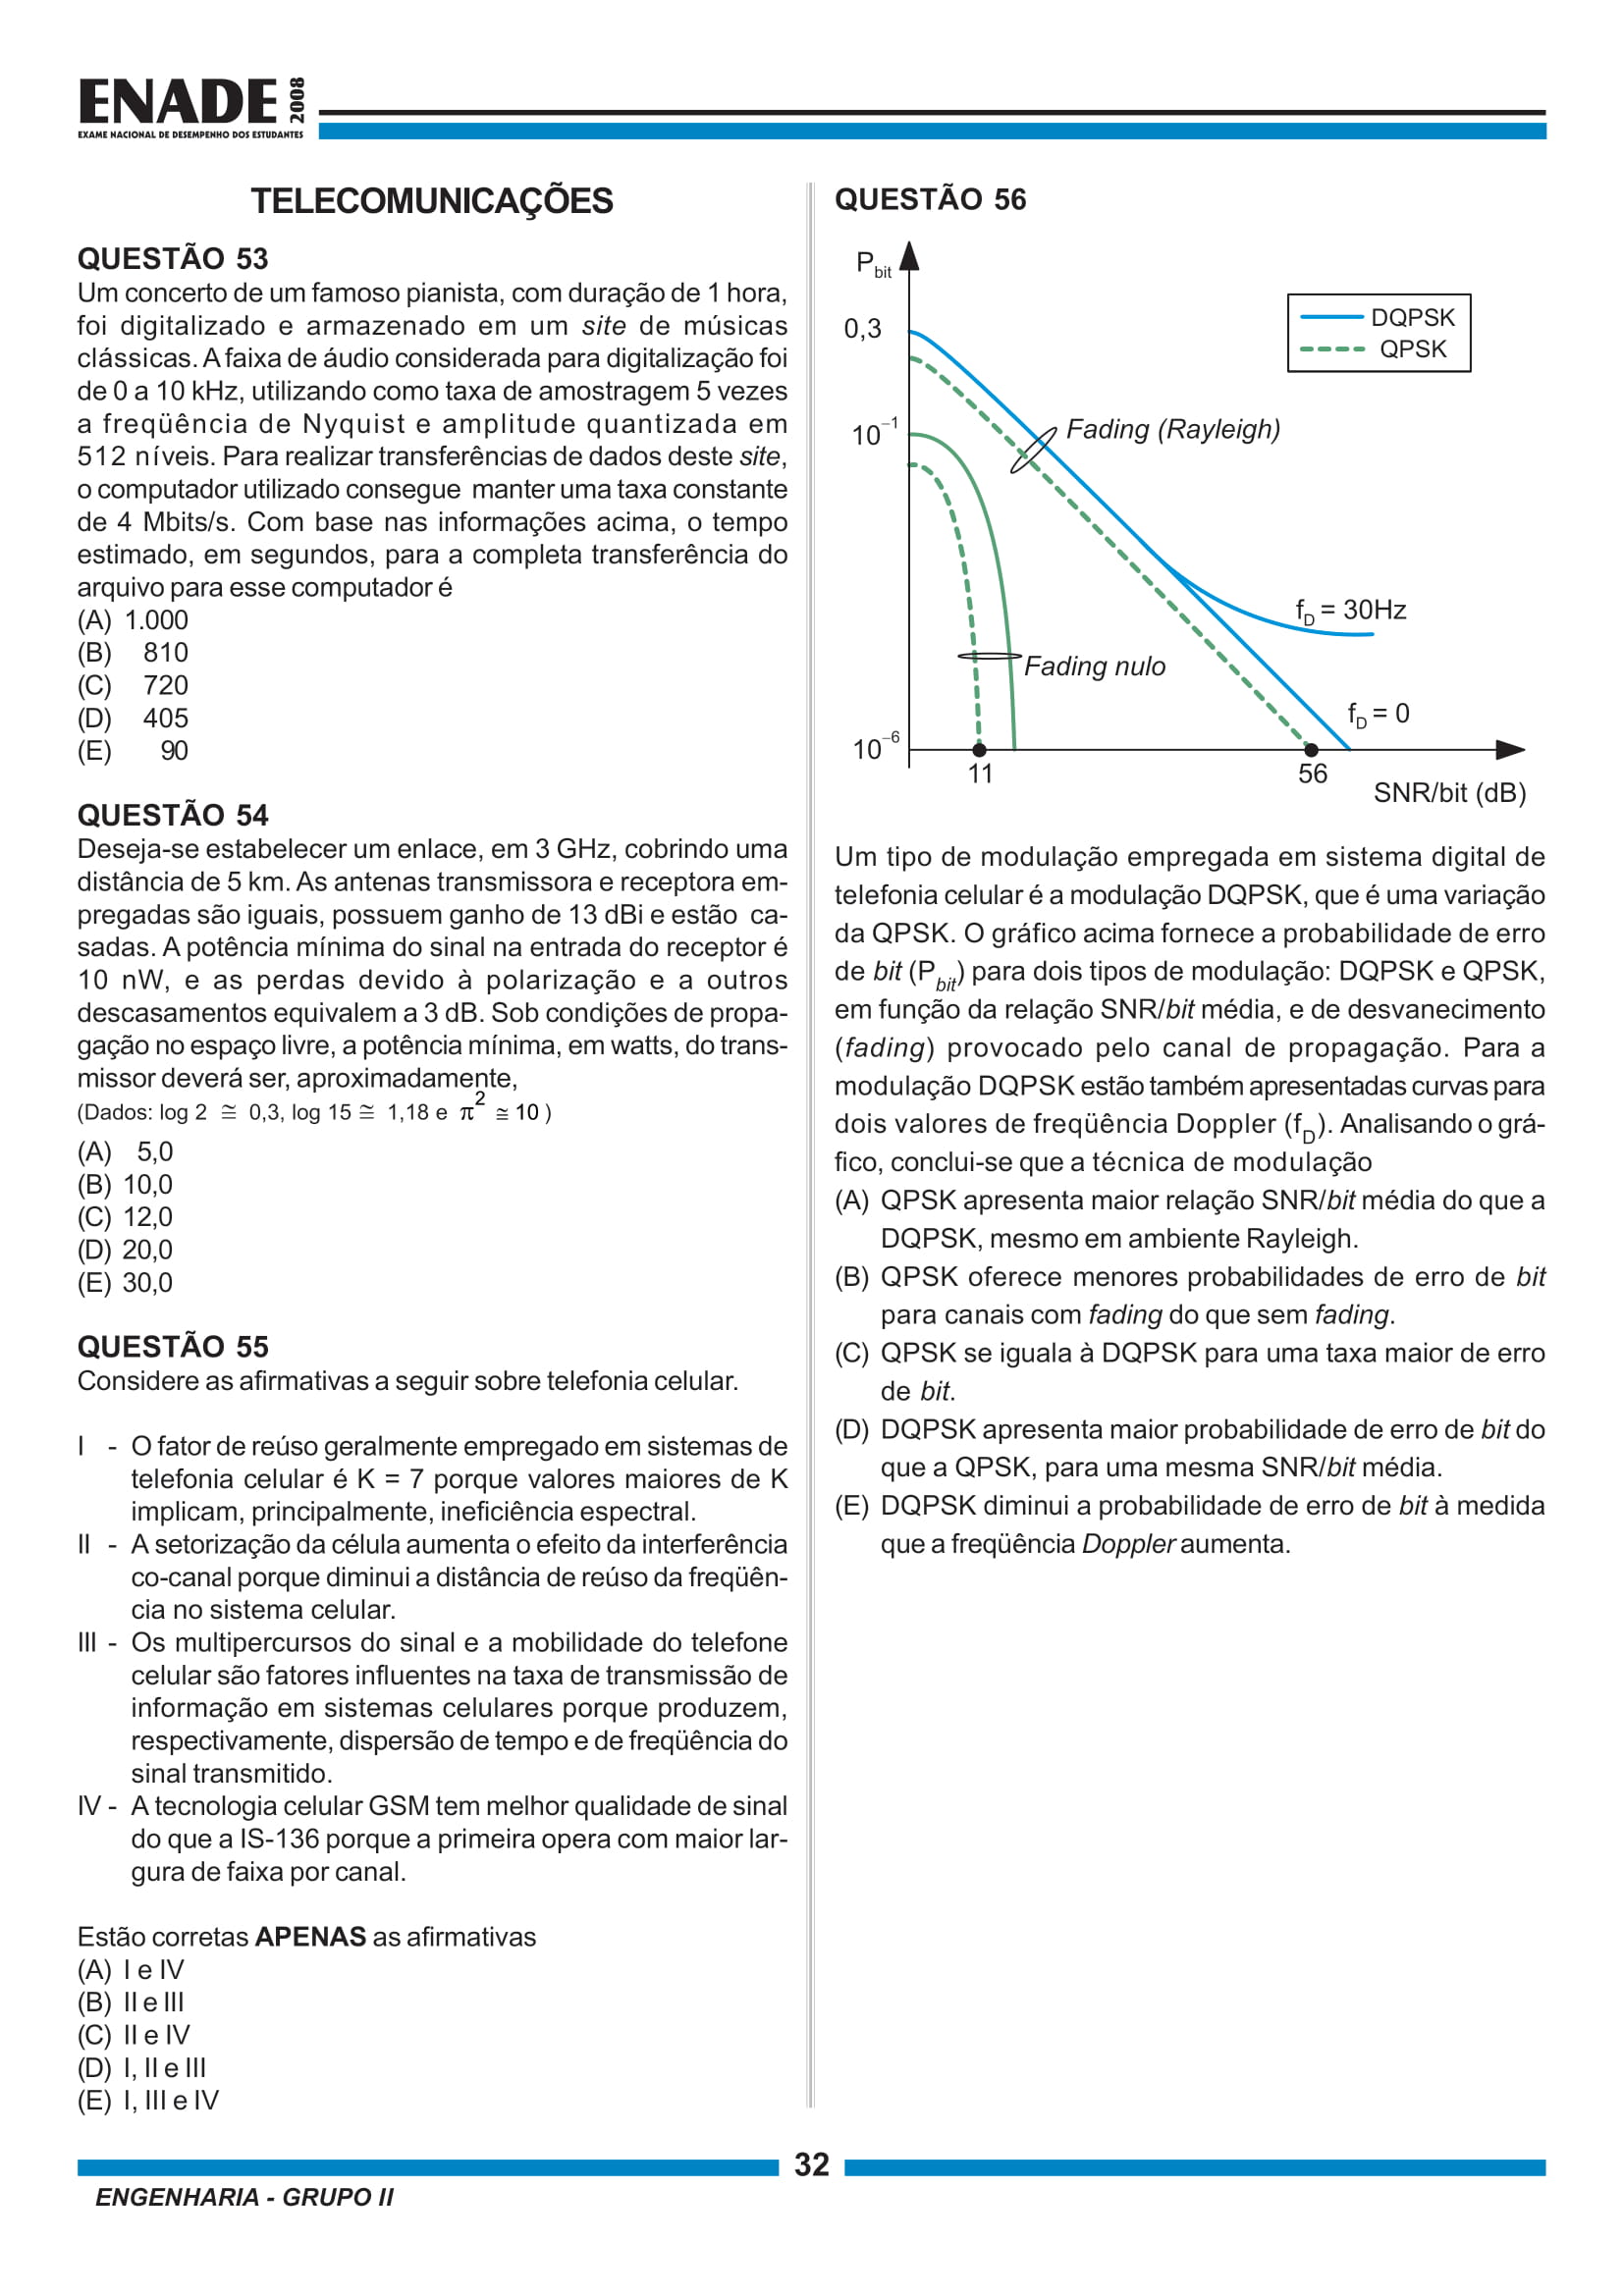 ENADE 2008
EXAME NACIONAL DE DESEMPENHO DOS ESTUDANTES
TELECOMUNICAÇÕES
QUESTÃO 53
Um concerto de um famoso pianista, com duração de 1 hora,
foi digitalizado e armazenado em um site de músicas
clássicas. A faixa de áudio considerada para digitalização foi
de 0 a 10 kHz, utilizando como taxa de amostragem 5 vezes
a freqüência de Nyquist e amplitude quantizada em
512 níveis. Para realizar transferências de dados deste site,
o computador utilizado consegue manter uma taxa constante
de 4 Mbits/s. Com base nas informações acima, o tempo
estimado, em segundos, para a completa transferência do
arquivo para esse computador é
(A) 1.000
(B) 810
(C) 720
(D) 405
(E) 90
QUESTÃO 54
Deseja-se estabelecer um enlace, em 3 GHz, cobrindo uma
distância de 5 km. As antenas transmissora e receptora em-
pregadas são iguais, possuem ganho de 13 dBi e estão ca-
sadas. A potência mínima do sinal na entrada do receptor é
10 nW, e as perdas devido à polarização e a outros
descasamentos equivalem a 3 dB. Sob condições de propa-
gação no espaço livre, a potência mínima, em watts, do trans-
missor deverá ser, aproximadamente,
(Dados: log 2 ≅ 0,3, log 15 ≅ 1,18 e π² ≅ 10 )
(A) 5,0
(B) 10,0
(C) 12,0
(D) 20,0
(E) 30,0
QUESTÃO 55
Considere as afirmativas a seguir sobre telefonia celular.
I - O fator de reúso geralmente empregado em sistemas de
telefonia celular é K = 7 porque valores maiores de K
implicam, principalmente, ineficiência espectral.
II - A setorização da célula aumenta o efeito da interferência
co-canal porque diminui a distância de reúso da freqüên-
cia no sistema celular.
III - Os multipercursos do sinal e a mobilidade do telefone
celular são fatores influentes na taxa de transmissão de
informação em sistemas celulares porque produzem,
respectivamente, dispersão de tempo e de freqüência do
sinal transmitido.
IV - A tecnologia celular GSM tem melhor qualidade de sinal
do que a IS-136 porque a primeira opera com maior lar-
gura de faixa por canal.
Estão corretas APENAS as afirmativas
(A) I e IV
(B) II e III
(C) II e IV
(D) I, II e III
(E) I, III e IV
QUESTÃO 56
Pbit
0,3
DQPSK
QPSK
10⁻¹
Fading (Rayleigh)
fD = 30Hz
Fading nulo
fD = 0
10⁻⁶
11
56
SNR/bit (dB)
Um tipo de modulação empregada em sistema digital de
telefonia celular é a modulação DQPSK, que é uma variação
da QPSK. O gráfico acima fornece a probabilidade de erro
de bit (Pbit) para dois tipos de modulação: DQPSK e QPSK,
em função da relação SNR/bit média, e de desvanecimento
(fading) provocado pelo canal de propagação. Para a
modulação DQPSK estão também apresentadas curvas para
dois valores de freqüência Doppler (fD). Analisando o grá-
fico, conclui-se que a técnica de modulação
(A) QPSK apresenta maior relação SNR/bit média do que a
DQPSK, mesmo em ambiente Rayleigh.
(B) QPSK oferece menores probabilidades de erro de bit
para canais com fading do que sem fading.
(C) QPSK se iguala à DQPSK para uma taxa maior de erro
de bit.
(D) DQPSK apresenta maior probabilidade de erro de bit do
que a QPSK, para uma mesma SNR/bit média.
(E) DQPSK diminui a probabilidade de erro de bit à medida
que a freqüência Doppler aumenta.
32
ENGENHARIA - GRUPO II